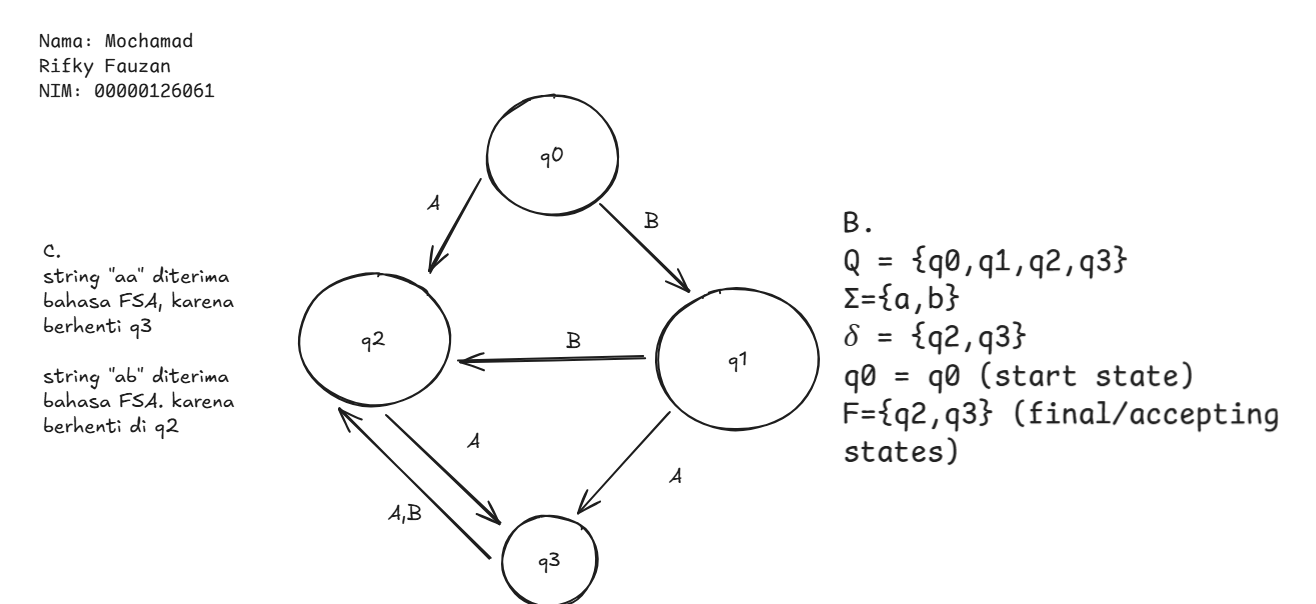 Nama: Mochamad
Rifky Fauzan
NIM: 00000126061
q0
A
B
C.
string "aa" diterima
bahasa FSA, karena
berhenti q3
string "ab" diterima
bahasa FSA. karena
berhenti di q2
q2
B
q1
A
A
A,B
q3
B.
Q = {q0,q1,q2,q3}
Σ={a,b}
δ = {q2,q3}
q0 = q0 (start state)
F={q2,q3} (final/accepting
states)